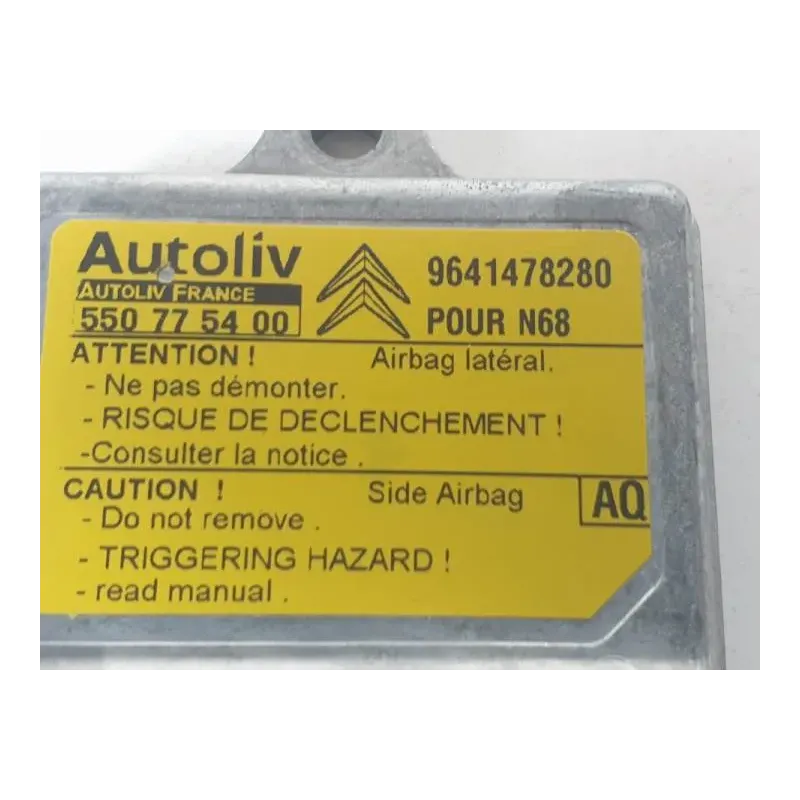 Autoliv
AUTOLIV FRANCE
550 77 54 00
9641478280
POUR N68
ATTENTION ! Airbag latéral.
- Ne pas démonter.
- RISQUE DE DECLENCHEMENT !
-Consulter la notice .
CAUTION ! Side Airbag AQ
- Do not remove .
- TRIGGERING HAZARD !
- read manual .